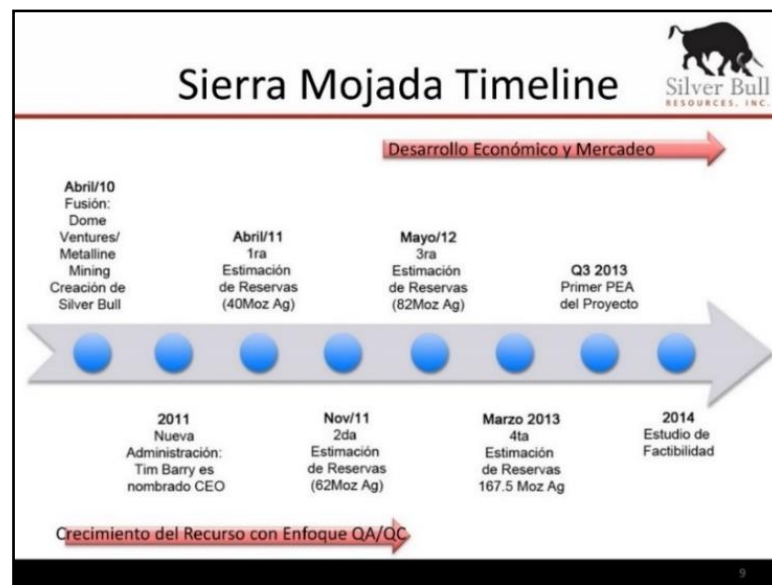 Sierra Mojada Timeline
Silver Bull
RESOURCES, INC.
Desarrollo Económico y Mercadeo
Abril/10
Fusión:
Dome
Ventures/
Metalline
Mining
Creación de
Silver Bull
Abril/11
1ra
Estimación
de Reservas
(40Moz Ag)
Mayo/12
3ra
Estimación
de Reservas
(82Moz Ag)
Q3 2013
Primer PEA
del Proyecto
2011
Nueva
Administración:
Tim Barry es
nombrado CEO
Nov/11
2da
Estimación
de Reservas
(62Moz Ag)
Marzo 2013
4ta
Estimación
de Reservas
167.5 Moz Ag
2014
Estudio de
Factibilidad
Crecimiento del Recurso con Enfoque QA/QC
9